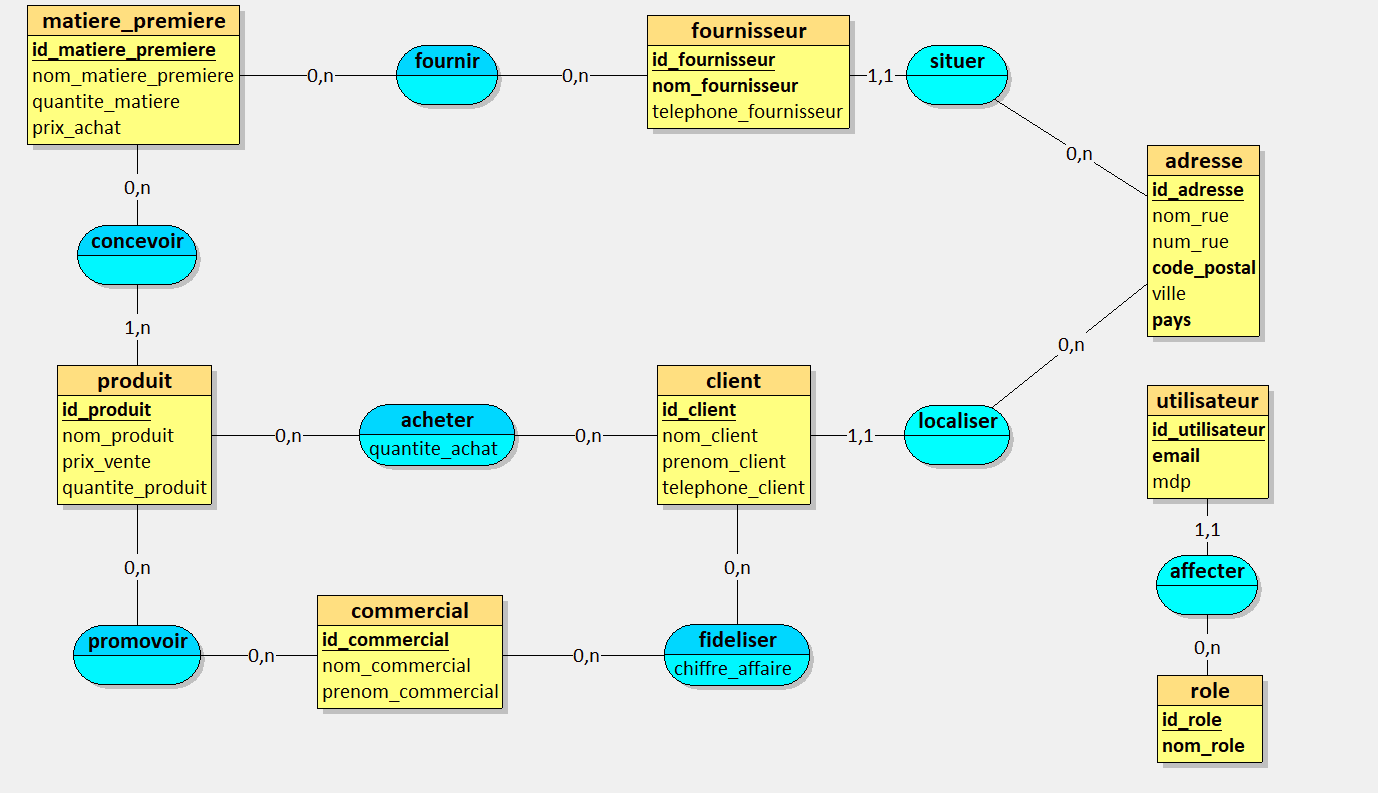 matiere_premiere
id_matiere_premiere
nom_matiere_premiere
quantite_matiere
prix_achat
0,n
fournir
0,n
fournisseur
id_fournisseur
nom_fournisseur
telephone_fournisseur
1,1
situer
0,n
adresse
id_adresse
nom_rue
num_rue
code_postal
ville
pays
0,n
concevoir
1,n
0,n
produit
id_produit
nom_produit
prix_vente
quantite_produit
0,n
acheter
quantite_achat
0,n
client
id_client
nom_client
prenom_client
telephone_client
1,1
localiser
utilisateur
id_utilisateur
email
mdp
1,1
affecter
0,n
role
id_role
nom_role
0,n
promovoir
0,n
commercial
id_commercial
nom_commercial
prenom_commercial
0,n
0,n
fideliser
chiffre_affaire